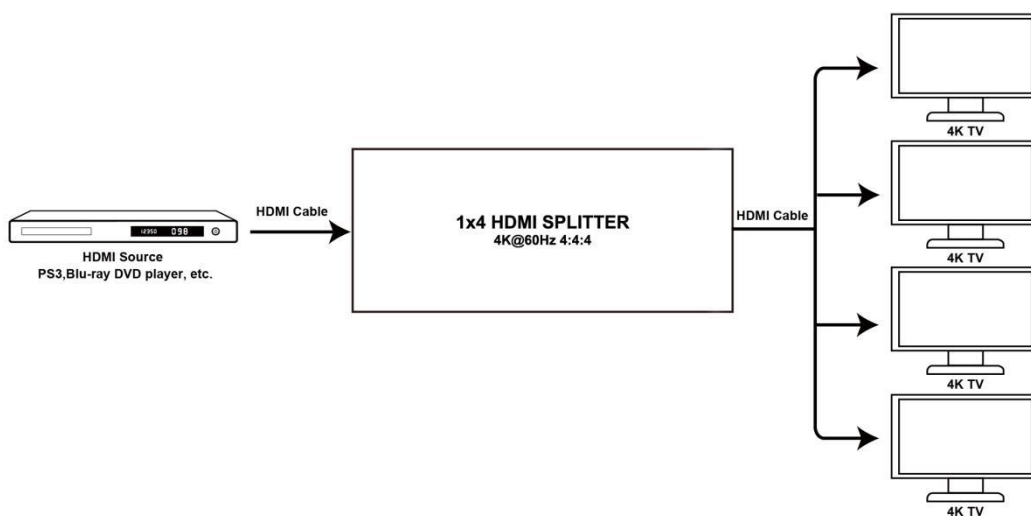 HDMI Cable
12350 098
HDMI Source
PS3,Blu-ray DVD player, etc.
1x4 HDMI SPLITTER
4K@60Hz 4:4:4
HDMI Cable
4K TV
4K TV
4K TV
4K TV